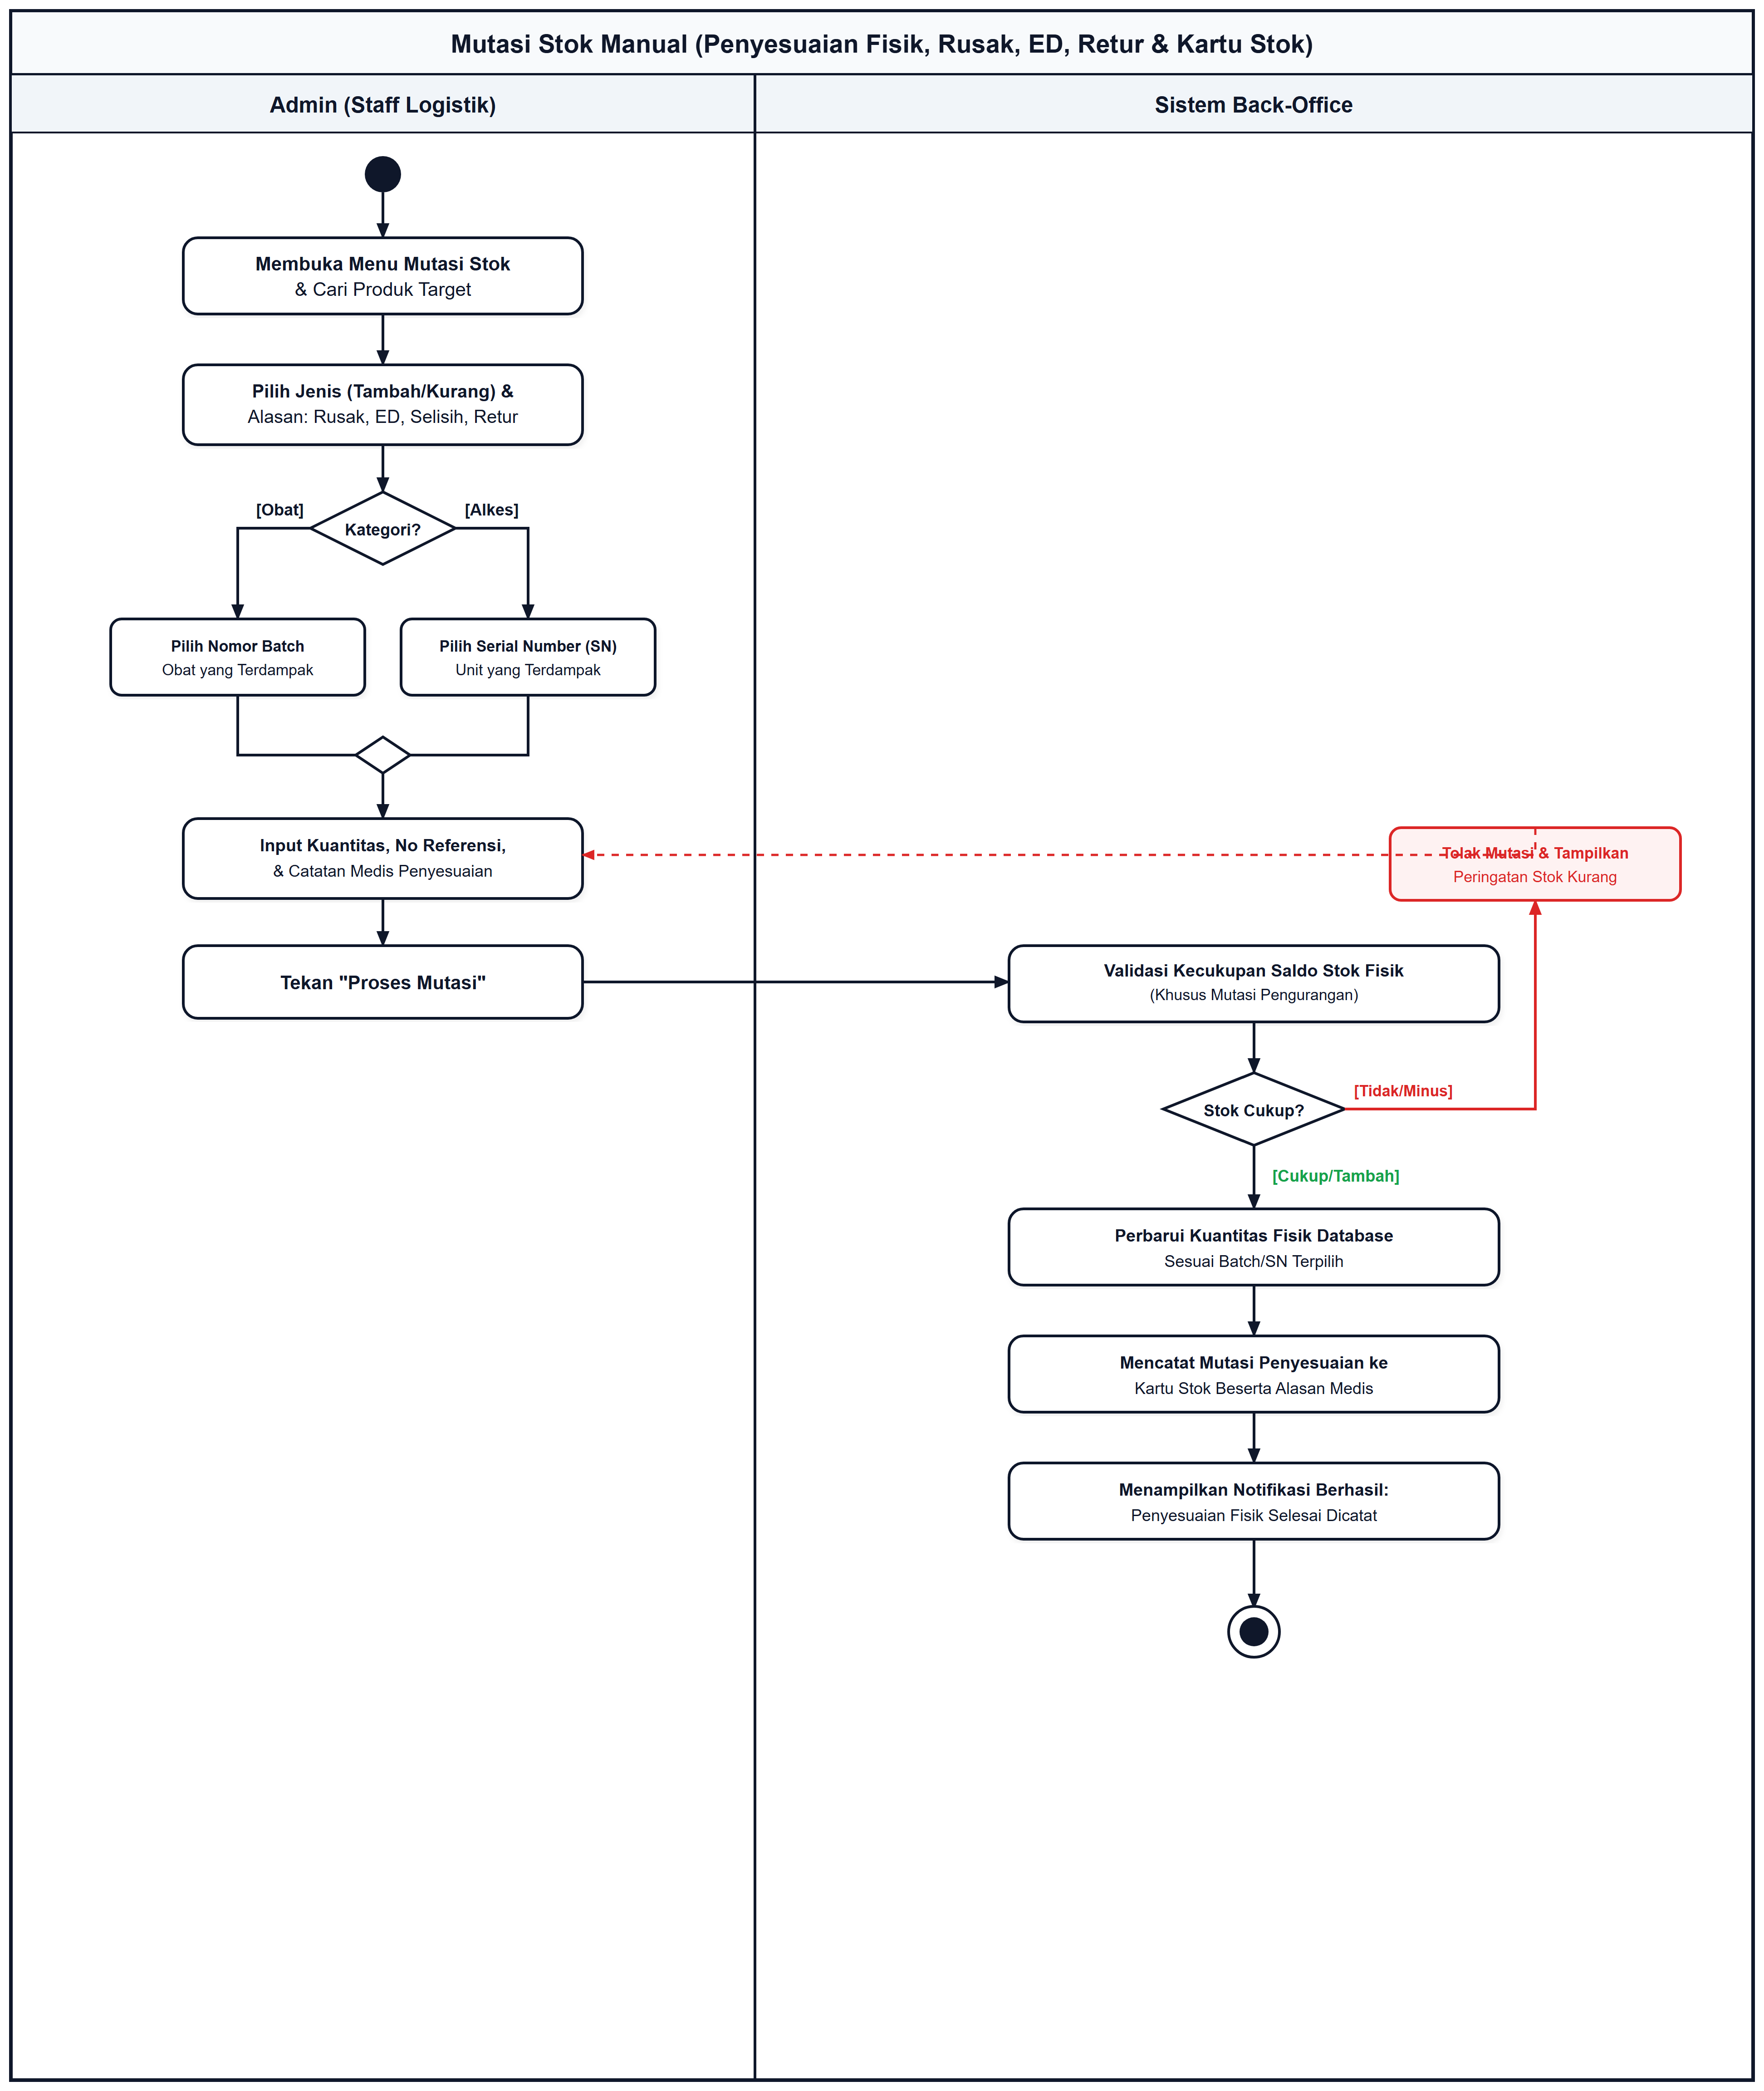 Mutasi Stok Manual (Penyesuaian Fisik, Rusak, ED, Retur & Kartu Stok)
Admin (Staff Logistik)
Sistem Back-Office
Membuka Menu Mutasi Stok
& Cari Produk Target
Pilih Jenis (Tambah/Kurang) &
Alasan: Rusak, ED, Selisih, Retur
[Obat]
[Alkes]
Kategori?
Pilih Nomor Batch
Obat yang Terdampak
Pilih Serial Number (SN)
Unit yang Terdampak
Input Kuantitas, No Referensi,
& Catatan Medis Penyesuaian
Tolak Mutasi & Tampilkan
Peringatan Stok Kurang
Tekan "Proses Mutasi"
Validasi Kecukupan Saldo Stok Fisik
(Khusus Mutasi Pengurangan)
[Tidak/Minus]
Stok Cukup?
[Cukup/Tambah]
Perbarui Kuantitas Fisik Database
Sesuai Batch/SN Terpilih
Mencatat Mutasi Penyesuaian ke
Kartu Stok Beserta Alasan Medis
Menampilkan Notifikasi Berhasil:
Penyesuaian Fisik Selesai Dicatat